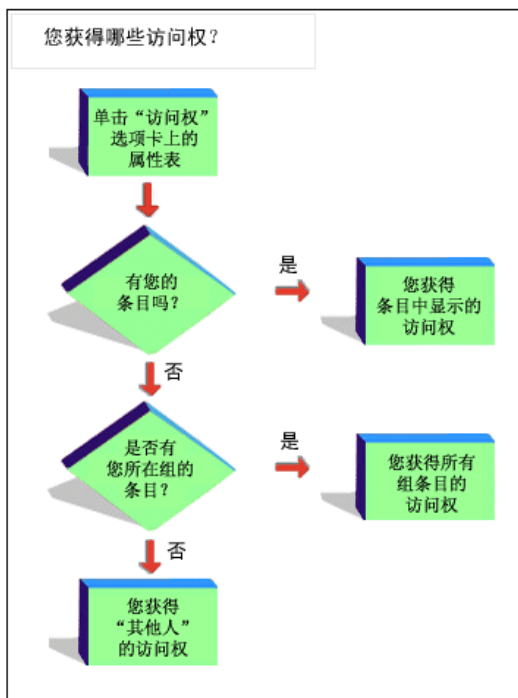 您获得哪些访问权？
单击“访问权”
选项卡上的
属性表
有您的
条目吗？
是
您获得
条目中显示的
访问权
否
是否有
您所在组的
条目？
是
您获得所有
组条目的
访问权
否
您获得
“其他人”
的访问权